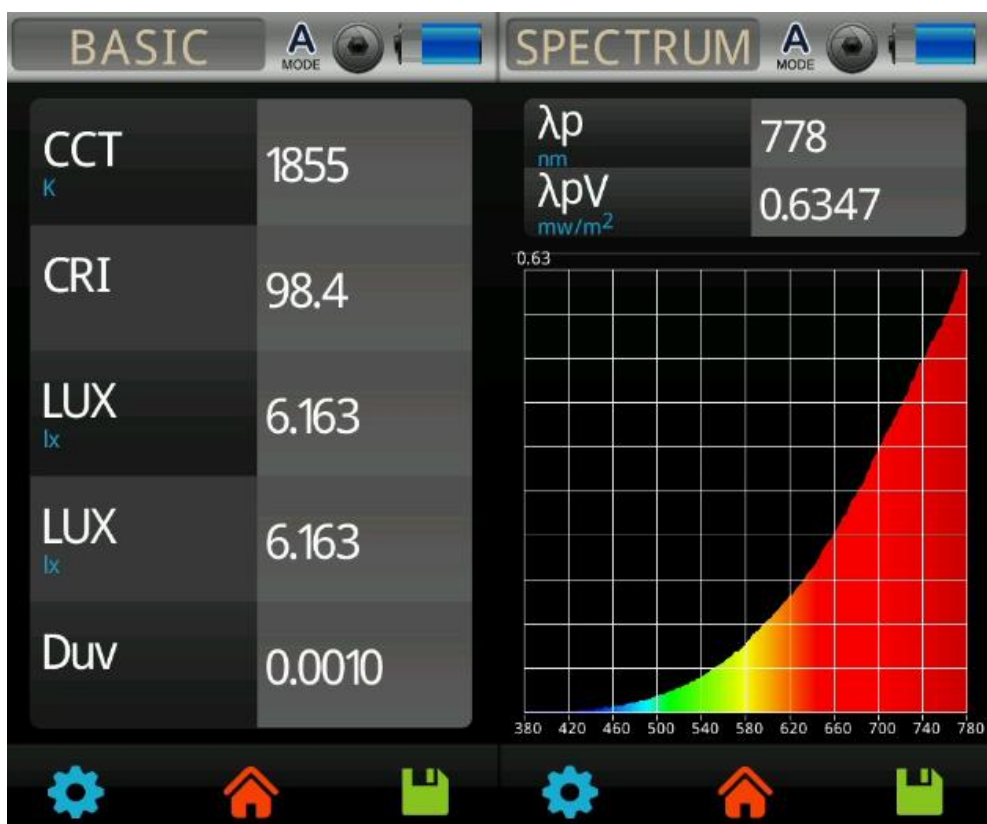 BASIC
A
MODE
CCT
K
1855
CRI
98.4
LUX
lx
6.163
LUX
lx
6.163
Duv
0.0010
SPECTRUM
A
MODE
λp
nm
778
λpV
mw/m2
0.6347
0.63
380 420 460 500 540 580 620 660 700 740 780